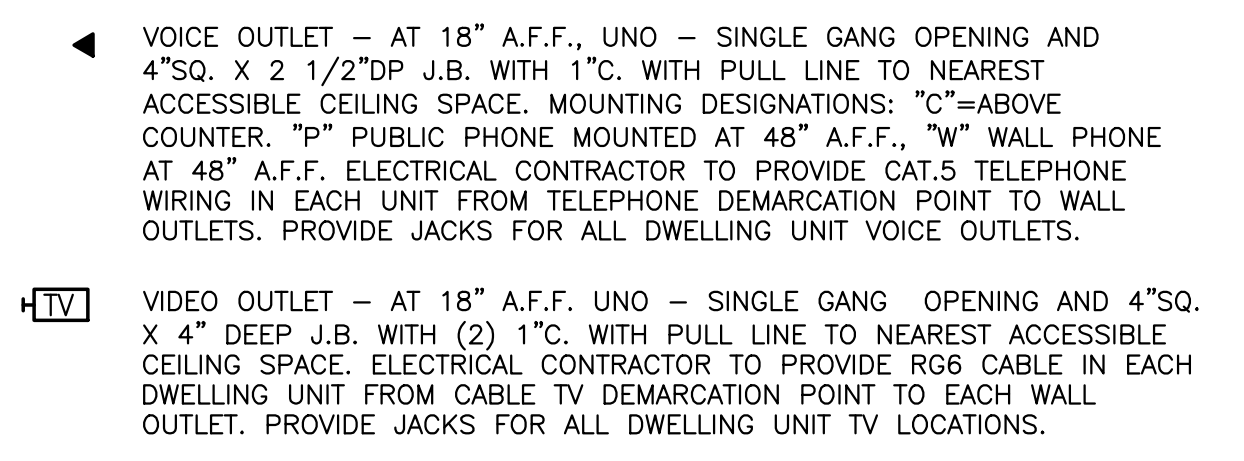 VOICE OUTLET – AT 18" A.F.F., UNO – SINGLE GANG OPENING AND
4"SQ. X 2 1/2"DP J.B. WITH 1"C. WITH PULL LINE TO NEAREST
ACCESSIBLE CEILING SPACE. MOUNTING DESIGNATIONS: "C"=ABOVE
COUNTER. "P" PUBLIC PHONE MOUNTED AT 48" A.F.F., "W" WALL PHONE
AT 48" A.F.F. ELECTRICAL CONTRACTOR TO PROVIDE CAT.5 TELEPHONE
WIRING IN EACH UNIT FROM TELEPHONE DEMARCATION POINT TO WALL
OUTLETS. PROVIDE JACKS FOR ALL DWELLING UNIT VOICE OUTLETS.
TV VIDEO OUTLET – AT 18" A.F.F. UNO – SINGLE GANG OPENING AND 4"SQ.
X 4" DEEP J.B. WITH (2) 1"C. WITH PULL LINE TO NEAREST ACCESSIBLE
CEILING SPACE. ELECTRICAL CONTRACTOR TO PROVIDE RG6 CABLE IN EACH
DWELLING UNIT FROM CABLE TV DEMARCATION POINT TO EACH WALL
OUTLET. PROVIDE JACKS FOR ALL DWELLING UNIT TV LOCATIONS.